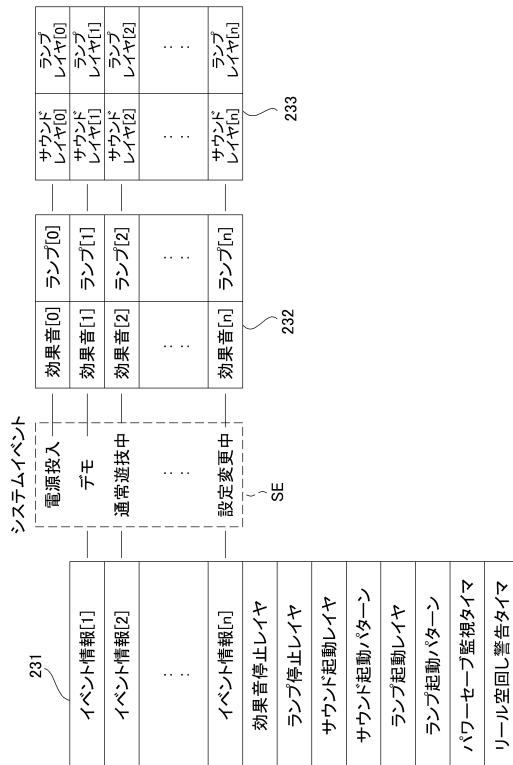 システムイベント
231
イベント情報[1]
イベント情報[2]
: :
イベント情報[n]
効果音停止レイヤ
ランプ停止レイヤ
サウンド起動レイヤ
サウンド起動パターン
ランプ起動レイヤ
ランプ起動パターン
パワーセーブ監視タイマ
リール空回し警告タイマ
電源投入
デモ
通常遊技中
: :
設定変更中
SE
効果音[0]
ランプ[0]
効果音[1]
ランプ[1]
効果音[2]
ランプ[2]
: :
: :
効果音[n]
ランプ[n]
232
サウンド
レイヤ[0]
ランプ
レイヤ[0]
サウンド
レイヤ[1]
ランプ
レイヤ[1]
サウンド
レイヤ[2]
ランプ
レイヤ[2]
: :
: :
サウンド
レイヤ[n]
ランプ
レイヤ[n]
233